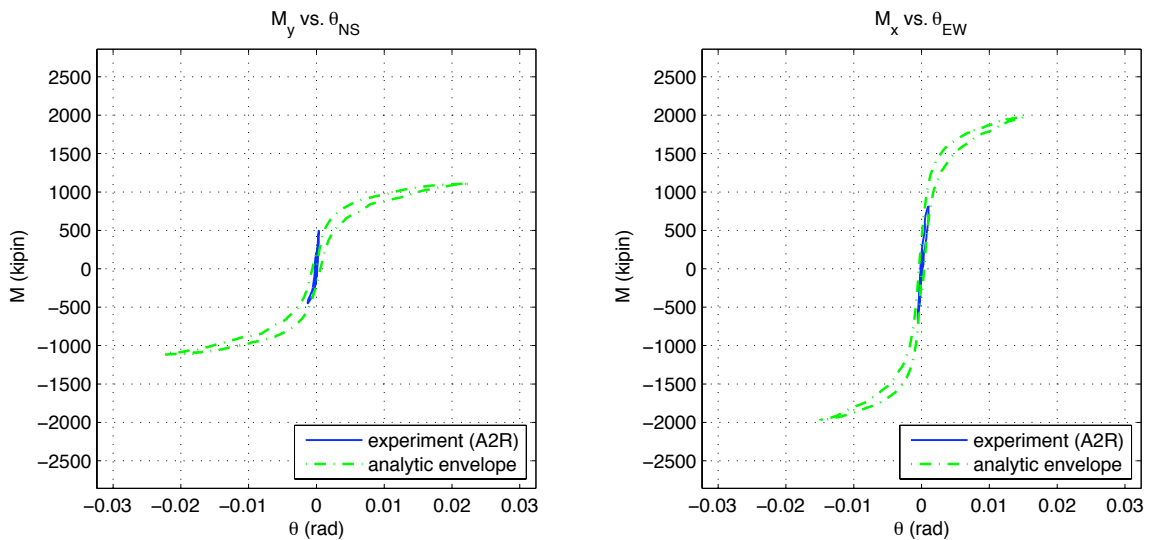 M_y vs. θ_NS
2500
2000
1500
1000
500
0
−500
−1000
−1500
−2000
−2500
M (kipin)
−0.03 −0.02 −0.01 0 0.01 0.02 0.03
θ (rad)
experiment (A2R)
analytic envelope
M_x vs. θ_EW
2500
2000
1500
1000
500
0
−500
−1000
−1500
−2000
−2500
M (kipin)
−0.03 −0.02 −0.01 0 0.01 0.02 0.03
θ (rad)
experiment (A2R)
analytic envelope